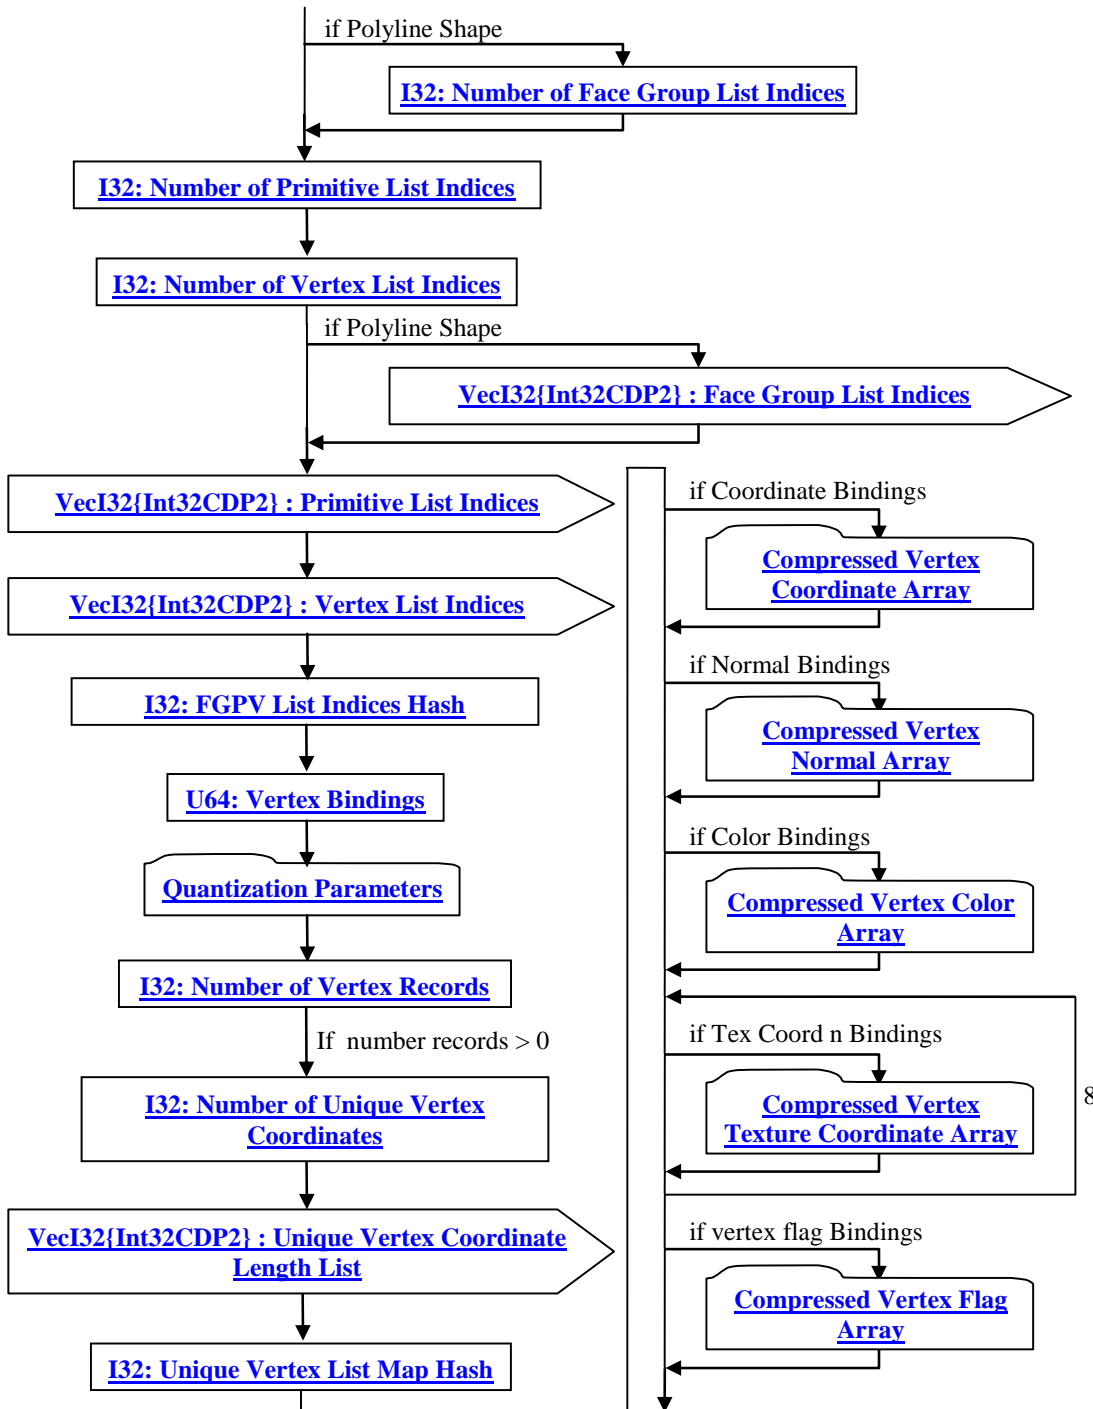 if Polyline Shape
I32: Number of Face Group List Indices
I32: Number of Primitive List Indices
I32: Number of Vertex List Indices
if Polyline Shape
VecI32{Int32CDP2} : Face Group List Indices
VecI32{Int32CDP2} : Primitive List Indices
VecI32{Int32CDP2} : Vertex List Indices
I32: FGPV List Indices Hash
U64: Vertex Bindings
Quantization Parameters
I32: Number of Vertex Records
If number records > 0
I32: Number of Unique Vertex
Coordinates
VecI32{Int32CDP2} : Unique Vertex Coordinate
Length List
I32: Unique Vertex List Map Hash
if Coordinate Bindings
Compressed Vertex
Coordinate Array
if Normal Bindings
Compressed Vertex
Normal Array
if Color Bindings
Compressed Vertex Color
Array
if Tex Coord n Bindings
Compressed Vertex
Texture Coordinate Array
8
if vertex flag Bindings
Compressed Vertex Flag
Array